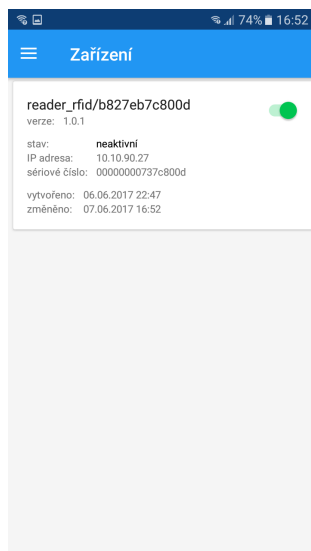 74% 16:52
Zařízení
reader_rfid/b827eb7c800d
verze: 1.0.1
stav: neaktivní
IP adresa: 10.10.90.27
sériové číslo: 00000000737c800d
vytvořeno: 06.06.2017 22:47
změněno: 07.06.2017 16:52